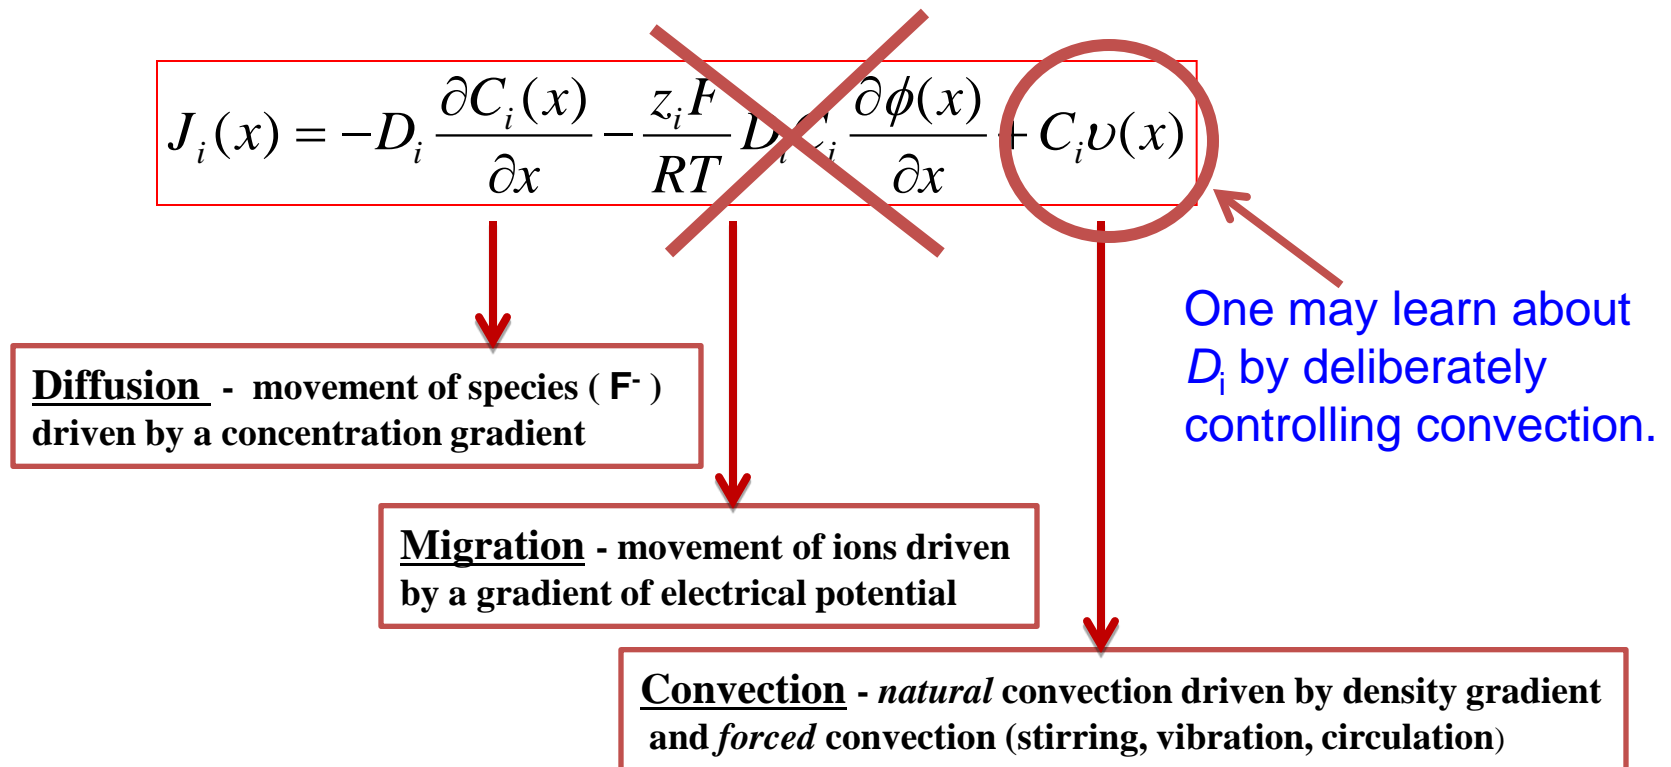 J_i(x) = −D_i ∂C_i(x)/∂x − z_iF/RT D_iC_i ∂ϕ(x)/∂x + C_iυ(x)
One may learn about
D_i by deliberately
controlling convection.
Diffusion - movement of species ( F⁻ )
driven by a concentration gradient
Migration - movement of ions driven
by a gradient of electrical potential
Convection - natural convection driven by density gradient
and forced convection (stirring, vibration, circulation)